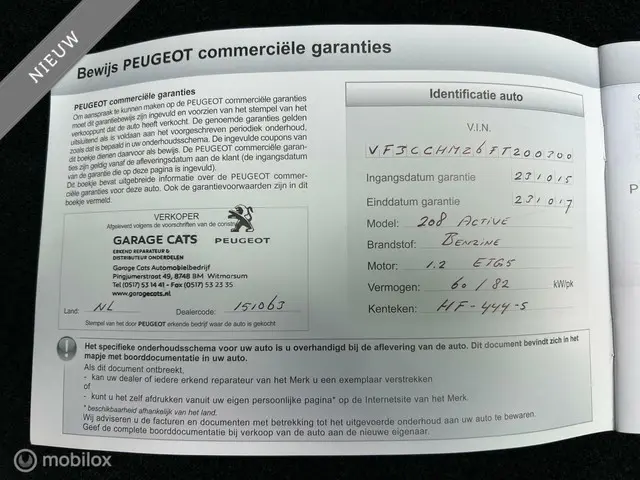 NIEUW
Bewijs PEUGEOT commerciële garanties
PEUGEOT commerciële garanties
Om aanspraak te kunnen maken op de PEUGEOT commerciële garanties
moet dit garantiebewijs zijn ingevuld en voorzien van het stempel van het
verkooppunt dat de auto heeft verkocht. De genoemde garanties gelden
uitsluitend als is voldaan aan het voorgeschreven periodiek onderhoud,
zoals dat is bepaald in uw onderhoudsschema. De ingevulde coupons van
dit boekje dienen daarvoor als bewijs. De PEUGEOT commerciële garan-
ties zijn geldig vanaf de afleveringsdatum aan de klant (de ingangsdatum
van de garantie die op deze pagina is ingevuld).
Dit boekje bevat uitgebreide informatie over de PEUGEOT commer-
ciële garanties voor deze auto. Ook de garantievoorwaarden zijn in dit
boekje vermeld.
VERKOPER
Afgeleverd volgens de voorschriften van de
GARAGE CATS
PEUGEOT
ERKEND REPARATEUR &
DISTRIBUTEUR ONDERDELEN
Garage Cats Automobielbedrijf
Pingjumerstraat 49, 8748 BM Witmarsum
Tel (0517) 53 14 41 - Fax (0517) 53 22 35
www.garagecats.nl
Land: NL Dealercode: 151063
Stempel van het door PEUGEOT erkende bedrijf waar de auto is gekocht
Identificatie auto
V.I.N.
VF3CCHMZ6FT200700
Ingangsdatum garantie 231015
Einddatum garantie 231017
Model: 208 ACTIVE
Brandstof: BENZINE
Motor: 1.2 ETG5
Vermogen: 60 / 82 kW/pk
Kenteken: HF-444-S
Het specifieke onderhoudsschema voor uw auto is u overhandigd bij de aflevering van de auto. Dit document bevindt zich in het
mapje met boorddocumentatie in uw auto.
Als dit document ontbreekt,
- kan uw dealer of iedere erkend reparateur van het Merk u een exemplaar verstrekken
of
- kunt u het zelf afdrukken vanuit uw eigen persoonlijke pagina* op de Internetsite van het Merk.
* beschikbaarheid afhankelijk van het land.
Wij adviseren u de facturen en documenten met betrekking tot het uitgevoerde onderhoud aan uw auto te bewaren.
Geef de complete boorddocumentatie bij verkoop van de auto aan de nieuwe eigenaar.
mobilox